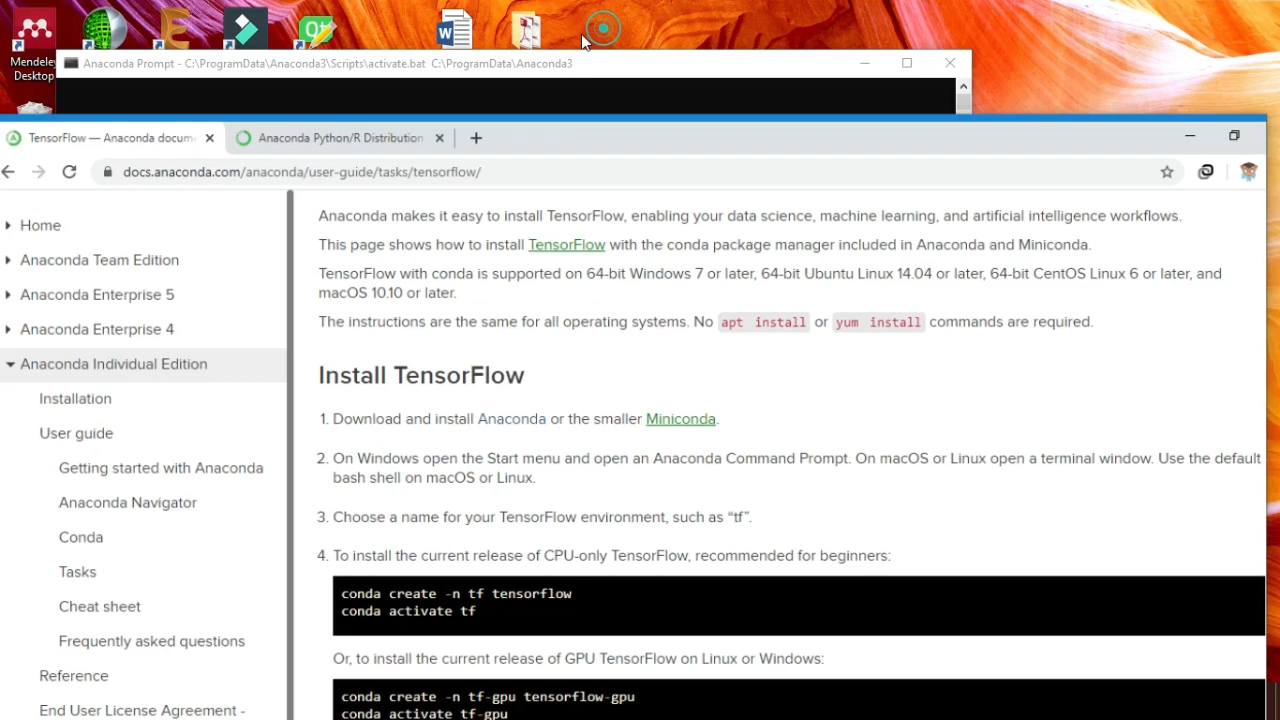 Mendeley
Desktop
Anaconda Prompt - C:\ProgramData\Anaconda3\Scripts\activate.bat C:\ProgramData\Anaconda3
TensorFlow — Anaconda docum
Anaconda Python/R Distribution
docs.anaconda.com/anaconda/user-guide/tasks/tensorflow/
Home
Anaconda Team Edition
Anaconda Enterprise 5
Anaconda Enterprise 4
Anaconda Individual Edition
Installation
User guide
Getting started with Anaconda
Anaconda Navigator
Conda
Tasks
Cheat sheet
Frequently asked questions
Reference
End User License Agreement -
Anaconda makes it easy to install TensorFlow, enabling your data science, machine learning, and artificial intelligence workflows.
This page shows how to install TensorFlow with the conda package manager included in Anaconda and Miniconda.
TensorFlow with conda is supported on 64-bit Windows 7 or later, 64-bit Ubuntu Linux 14.04 or later, 64-bit CentOS Linux 6 or later, and
macOS 10.10 or later.
The instructions are the same for all operating systems. No apt install or yum install commands are required.
Install TensorFlow
1. Download and install Anaconda or the smaller Miniconda.
2. On Windows open the Start menu and open an Anaconda Command Prompt. On macOS or Linux open a terminal window. Use the default
bash shell on macOS or Linux.
3. Choose a name for your TensorFlow environment, such as “tf”.
4. To install the current release of CPU-only TensorFlow, recommended for beginners:
conda create -n tf tensorflow
conda activate tf
Or, to install the current release of GPU TensorFlow on Linux or Windows:
conda create -n tf-gpu tensorflow-gpu
conda activate tf-gpu